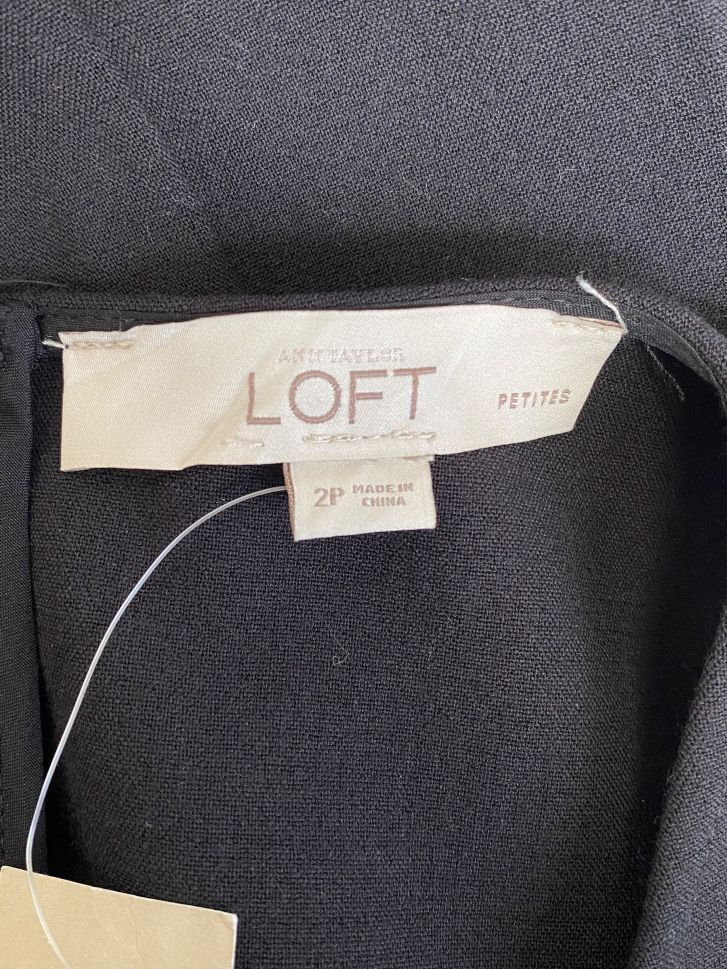 ANN TAYLOR
LOFT
PETITES
2P MADE IN
CHINA